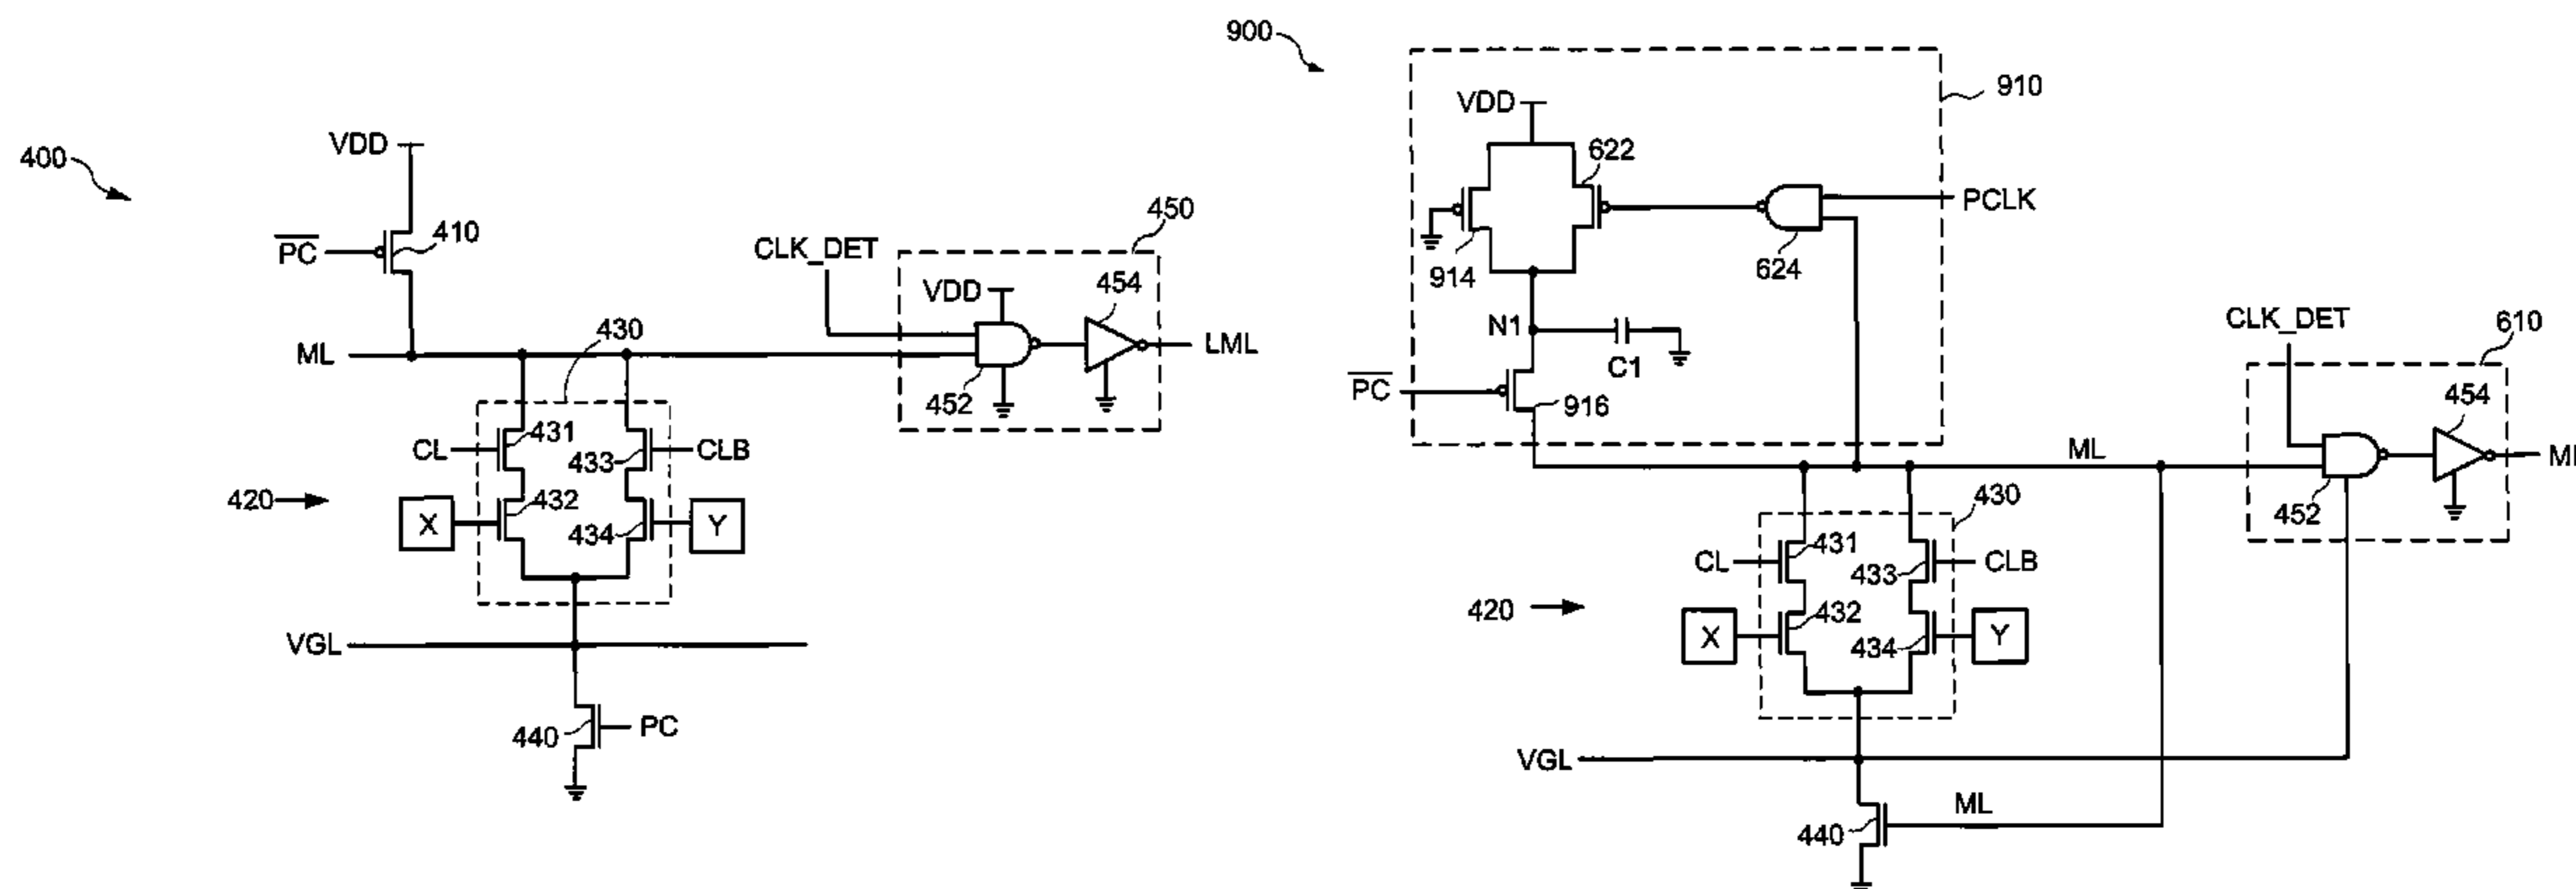 400
VDD
PC
410
ML
430
CL
431
433
CLB
420
X
432
434
Y
VGL
440
PC
CLK_DET
450
VDD
454
452
LML
900
910
VDD
622
PCLK
914
624
N1
C1
PC
916
ML
CLK_DET
610
454
452
430
CL
431
433
CLB
420
X
432
434
Y
VGL
ML
440